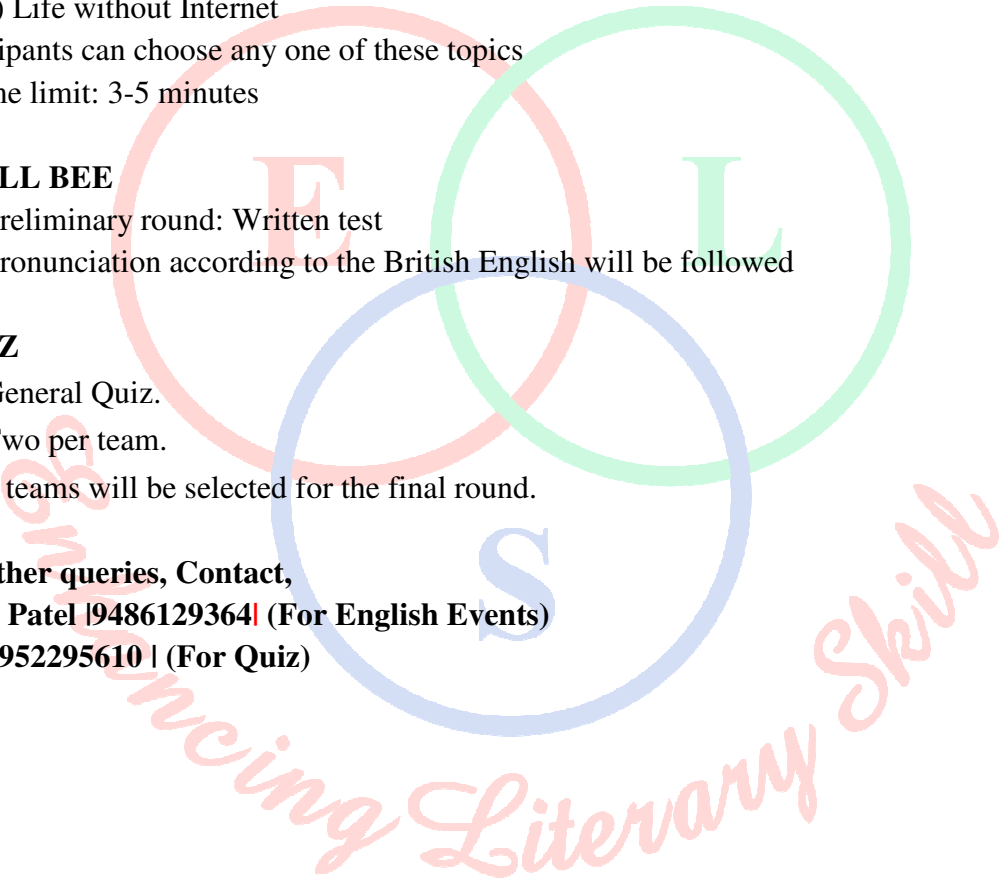 ) Life without Internet
ipants can choose any one of these topics
ne limit: 3-5 minutes
LL BEE
reliminary round: Written test
ronunciation according to the British English will be followed
Z
eneral Quiz.
wo per team.
teams will be selected for the final round.
ther queries, Contact,
Patel |9486129364| (For English Events)
952295610 | (For Quiz)
E L
S
Enhancing Literary Skill